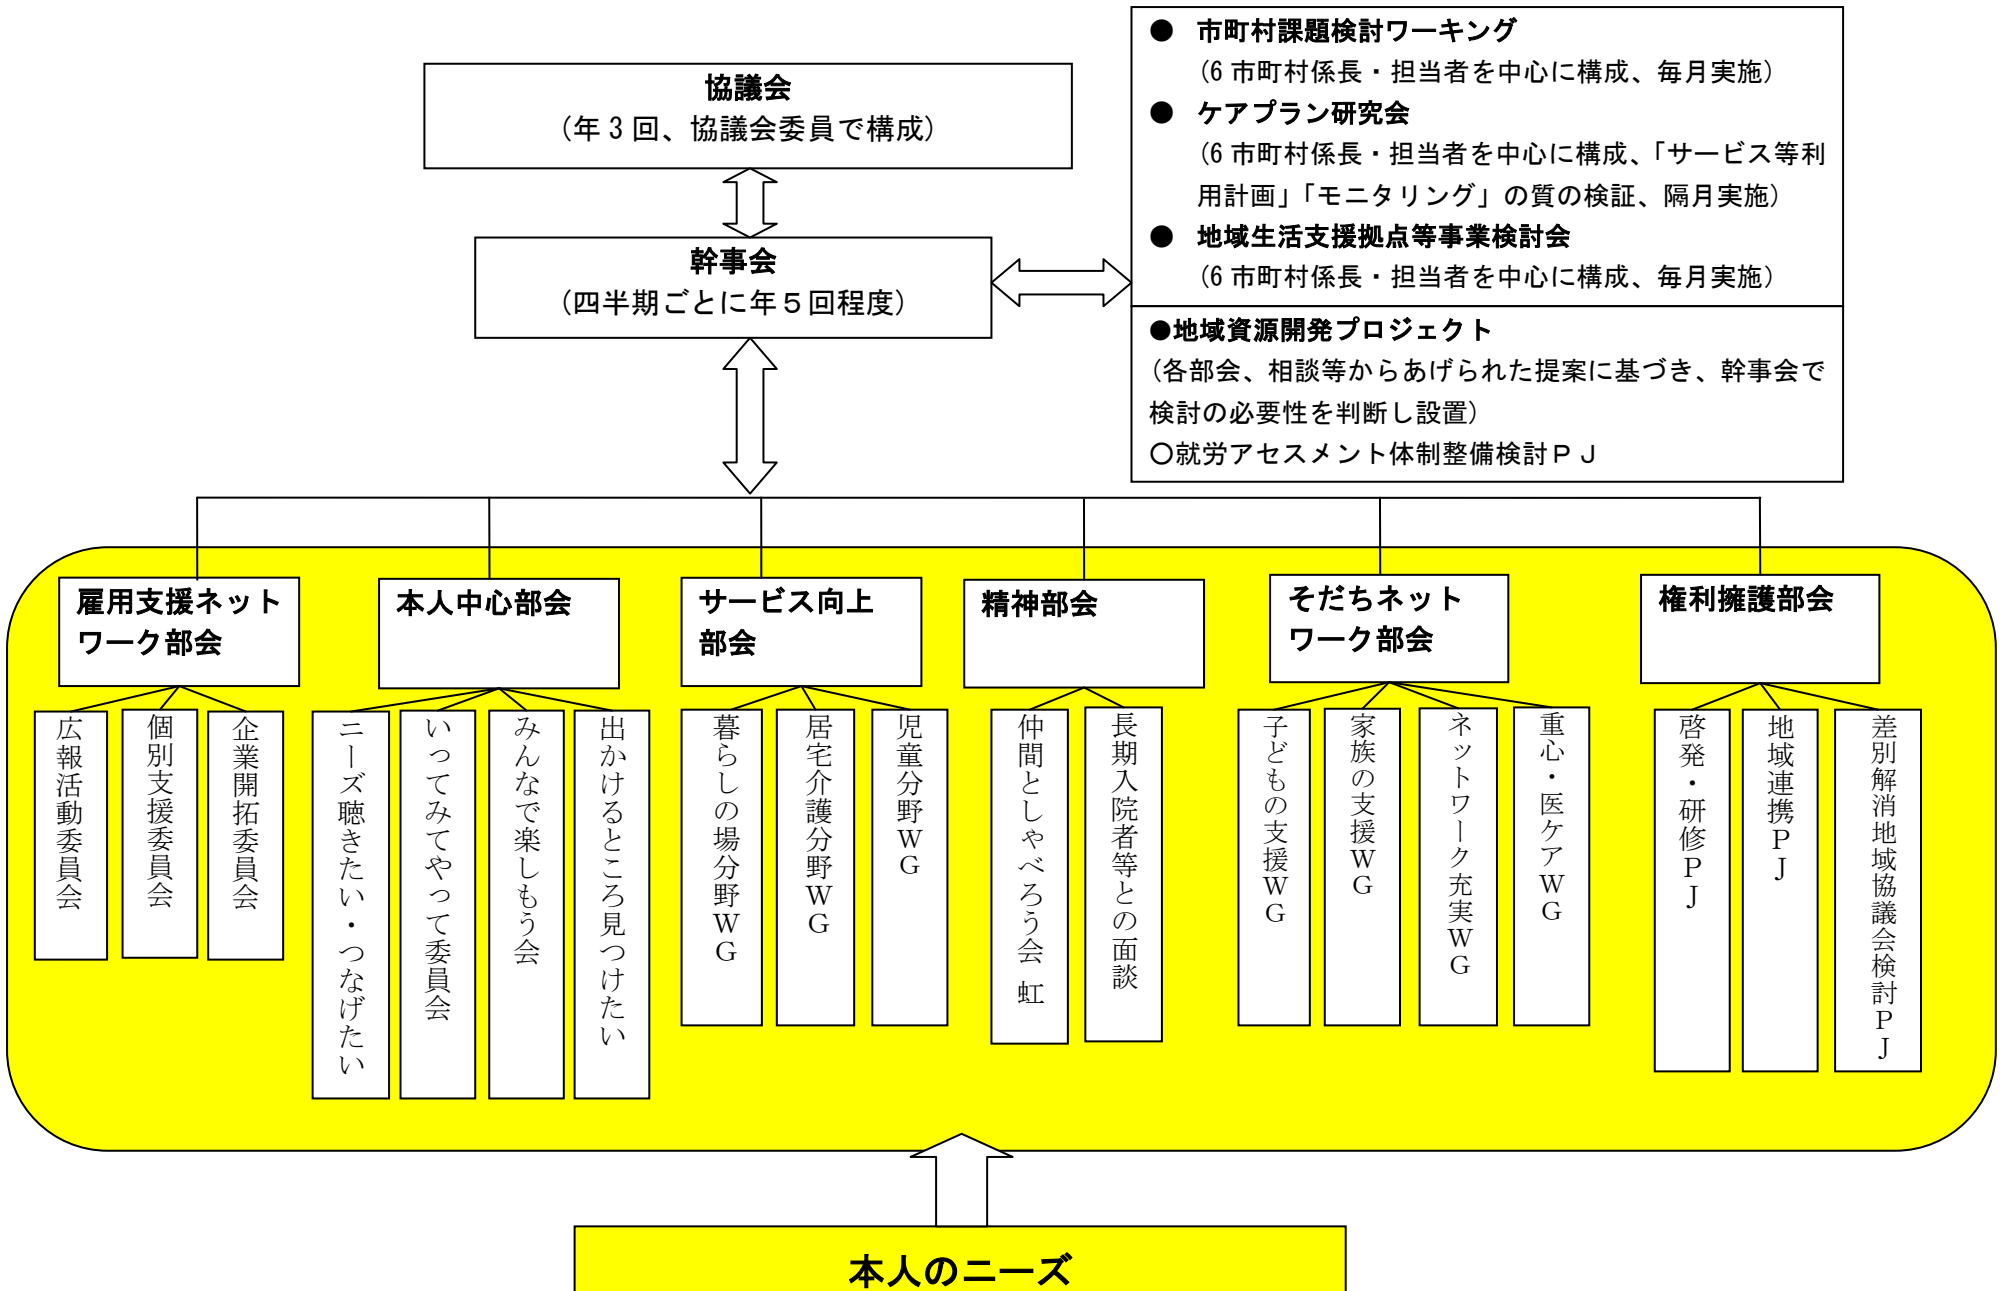 協議会
（年３回、協議会委員で構成）
幹事会
（四半期ごとに年５回程度）
● 市町村課題検討ワーキング
（6 市町村係長・担当者を中心に構成、毎月実施）
● ケアプラン研究会
（6 市町村係長・担当者を中心に構成、「サービス等利
用計画」「モニタリング」の質の検証、隔月実施）
● 地域生活支援拠点等事業検討会
（6 市町村係長・担当者を中心に構成、毎月実施）
●地域資源開発プロジェクト
（各部会、相談等からあげられた提案に基づき、幹事会で
検討の必要性を判断し設置）
○就労アセスメント体制整備検討ＰＪ
雇用支援ネット
ワーク部会
広報活動委員会
個別支援委員会
企業開拓委員会
本人中心部会
ニーズ聴きたい・つなげたい
いってみてやって委員会
みんなで楽しもう会
出かけるところ見つけたい
サービス向上
部会
暮らしの場分野ＷＧ
居宅介護分野ＷＧ
児童分野ＷＧ
精神部会
仲間としゃべろう会 虹
長期入院者等との面談
そだちネット
ワーク部会
子どもの支援ＷＧ
家族の支援ＷＧ
ネットワーク充実ＷＧ
重心・医ケアＷＧ
権利擁護部会
啓発・研修ＰＪ
地域連携ＰＪ
差別解消地域協議会検討ＰＪ
本人のニーズ